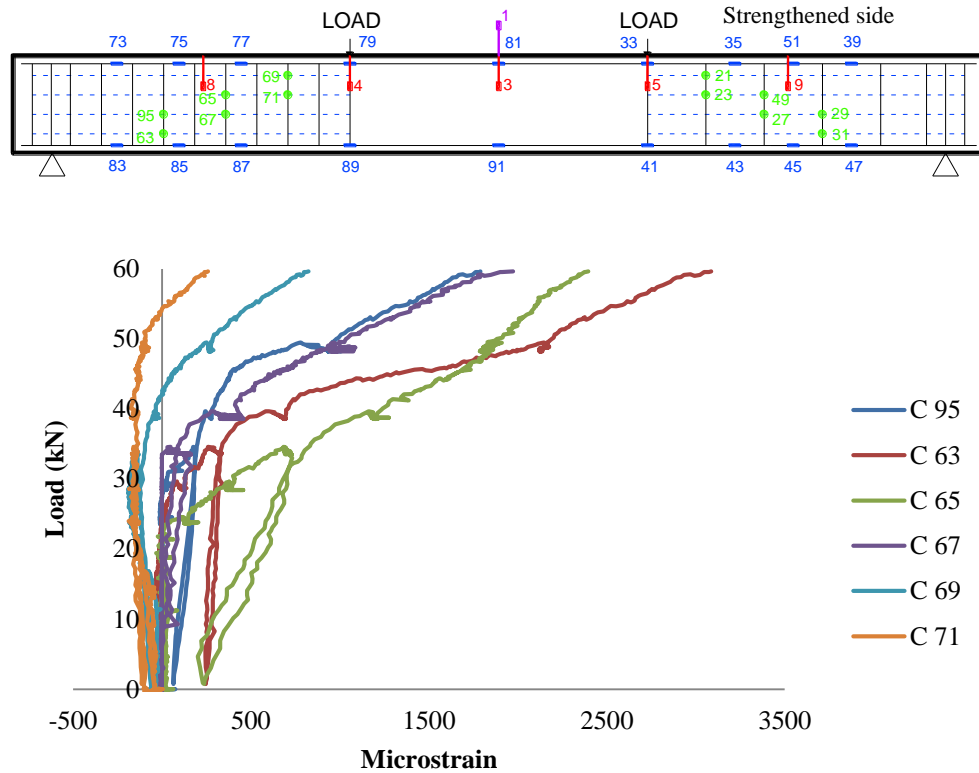 1
LOAD LOAD Strengthened side
73 75 77 79 81 33 35 51 39
69 21
8 4 3 5 9
65 71 23 49
95 67 27 29
63 31
83 85 87 89 91 41 43 45 47
60
50
40
30
20
10
0
-500 500 1500 2500 3500
Load (kN)
Microstrain
C 95
C 63
C 65
C 67
C 69
C 71